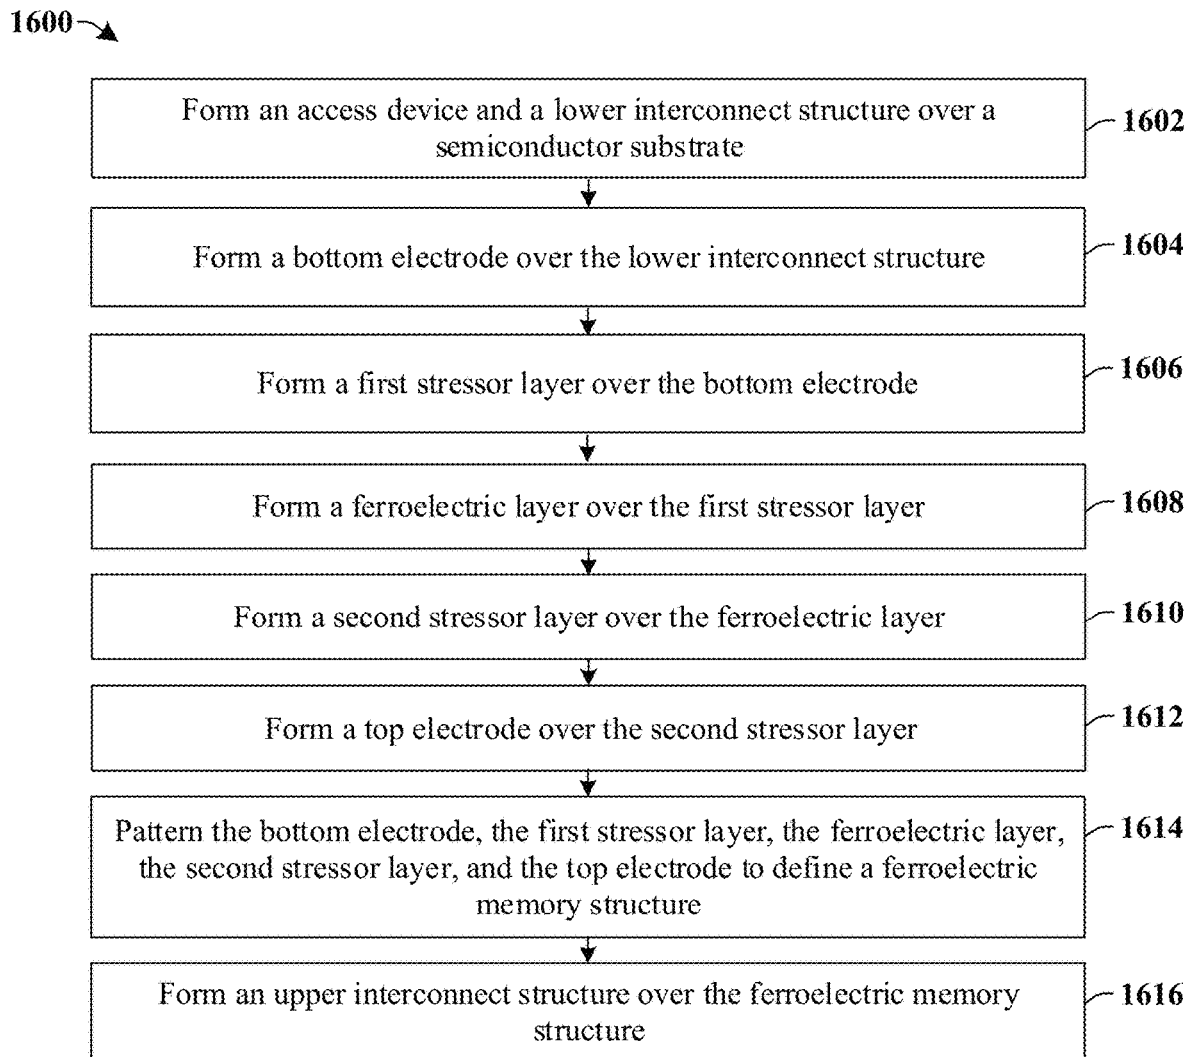 1600
Form an access device and a lower interconnect structure over a
semiconductor substrate
1602
Form a bottom electrode over the lower interconnect structure
1604
Form a first stressor layer over the bottom electrode
1606
Form a ferroelectric layer over the first stressor layer
1608
Form a second stressor layer over the ferroelectric layer
1610
Form a top electrode over the second stressor layer
1612
Pattern the bottom electrode, the first stressor layer, the ferroelectric layer,
the second stressor layer, and the top electrode to define a ferroelectric
memory structure
1614
Form an upper interconnect structure over the ferroelectric memory
structure
1616